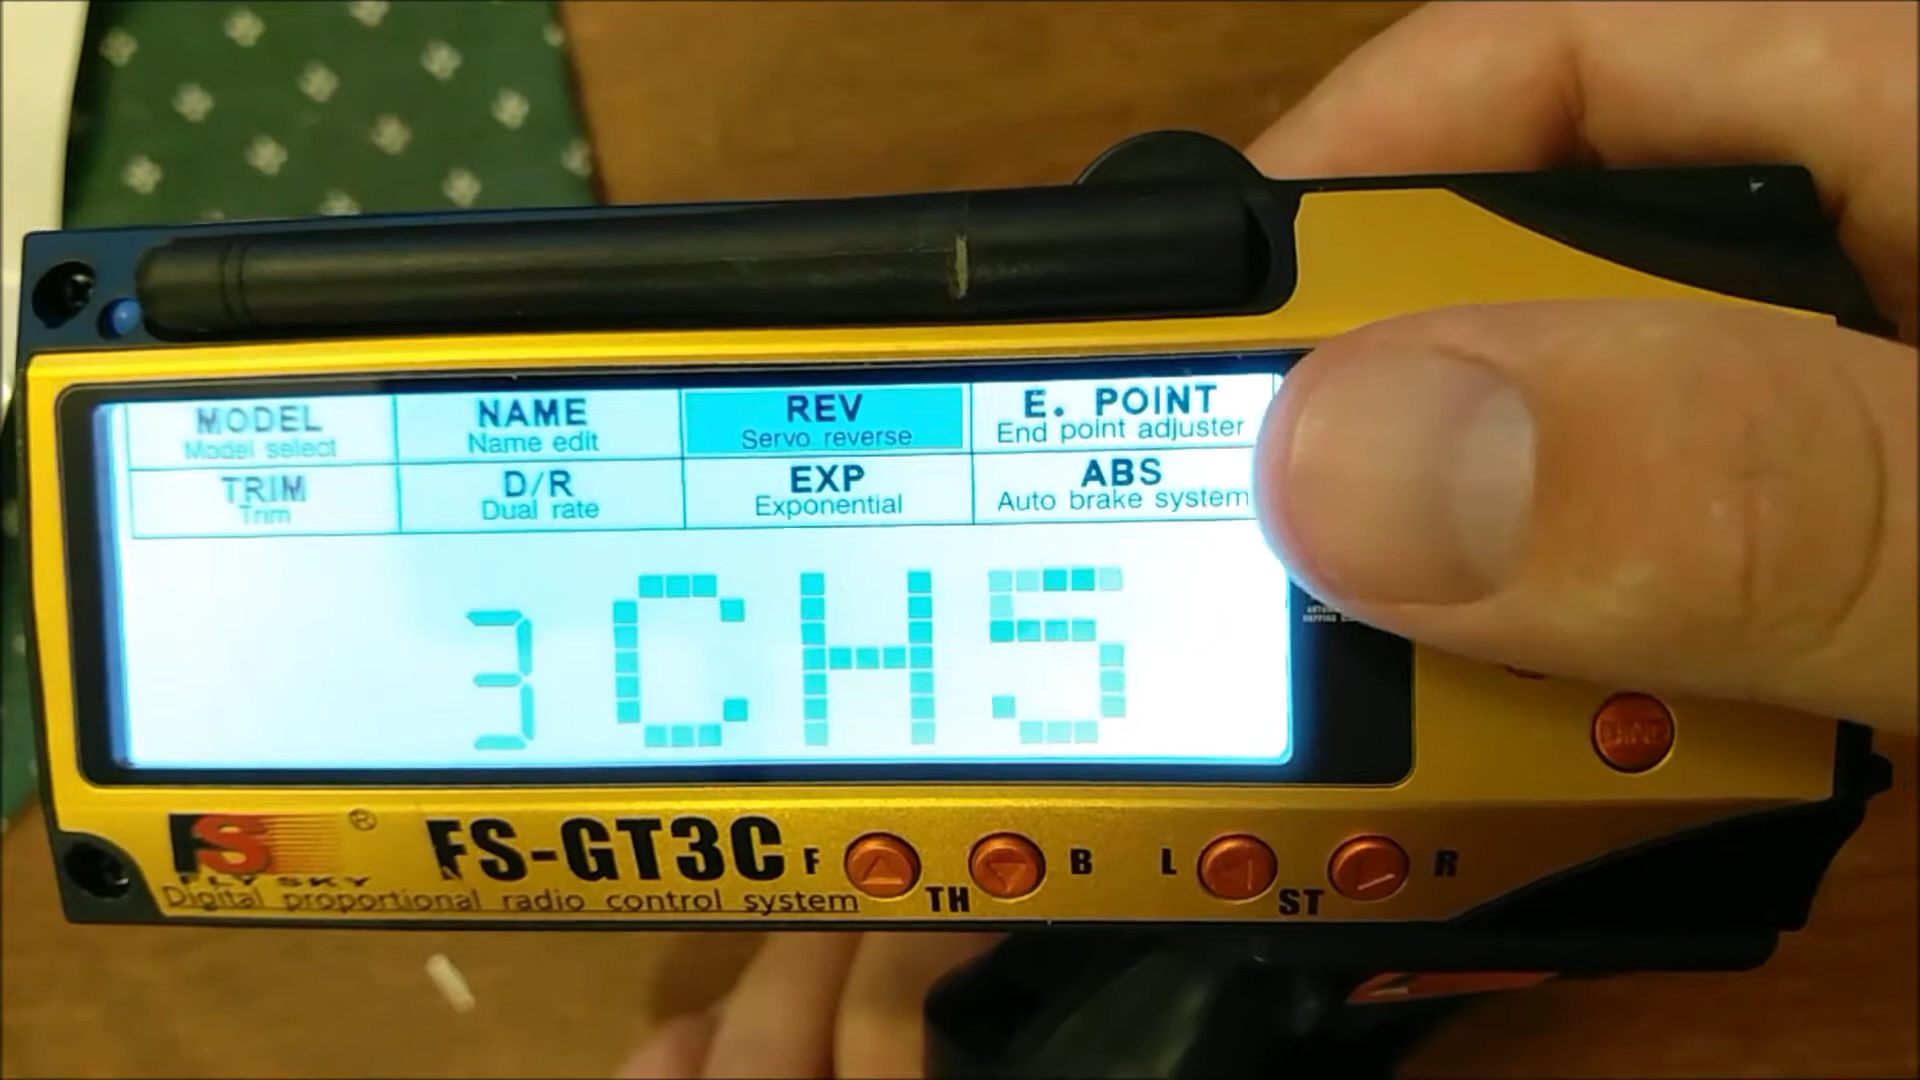 MODEL NAME REV E. POINT
Model select Name edit Servo reverse End point adjuster
TRIM D/R EXP ABS
Trim Dual rate Exponential Auto brake system
3 CH5
BIND
FS ®
FLY SKY
FS-GT3C
Digital proportional radio control system
F TH B L ST R